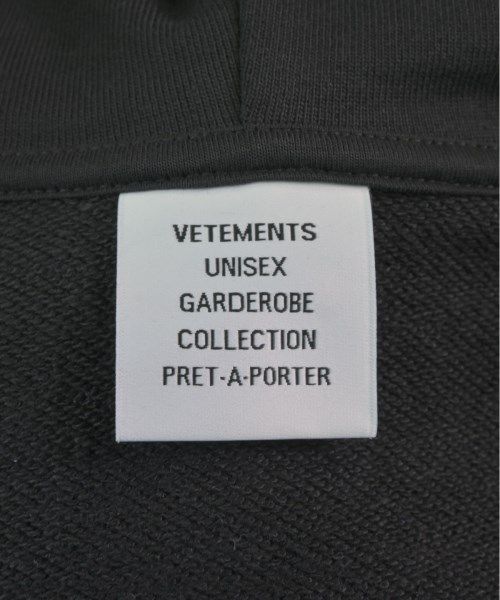 VETEMENTS
UNISEX
GARDEROBE
COLLECTION
PRET-A-PORTER